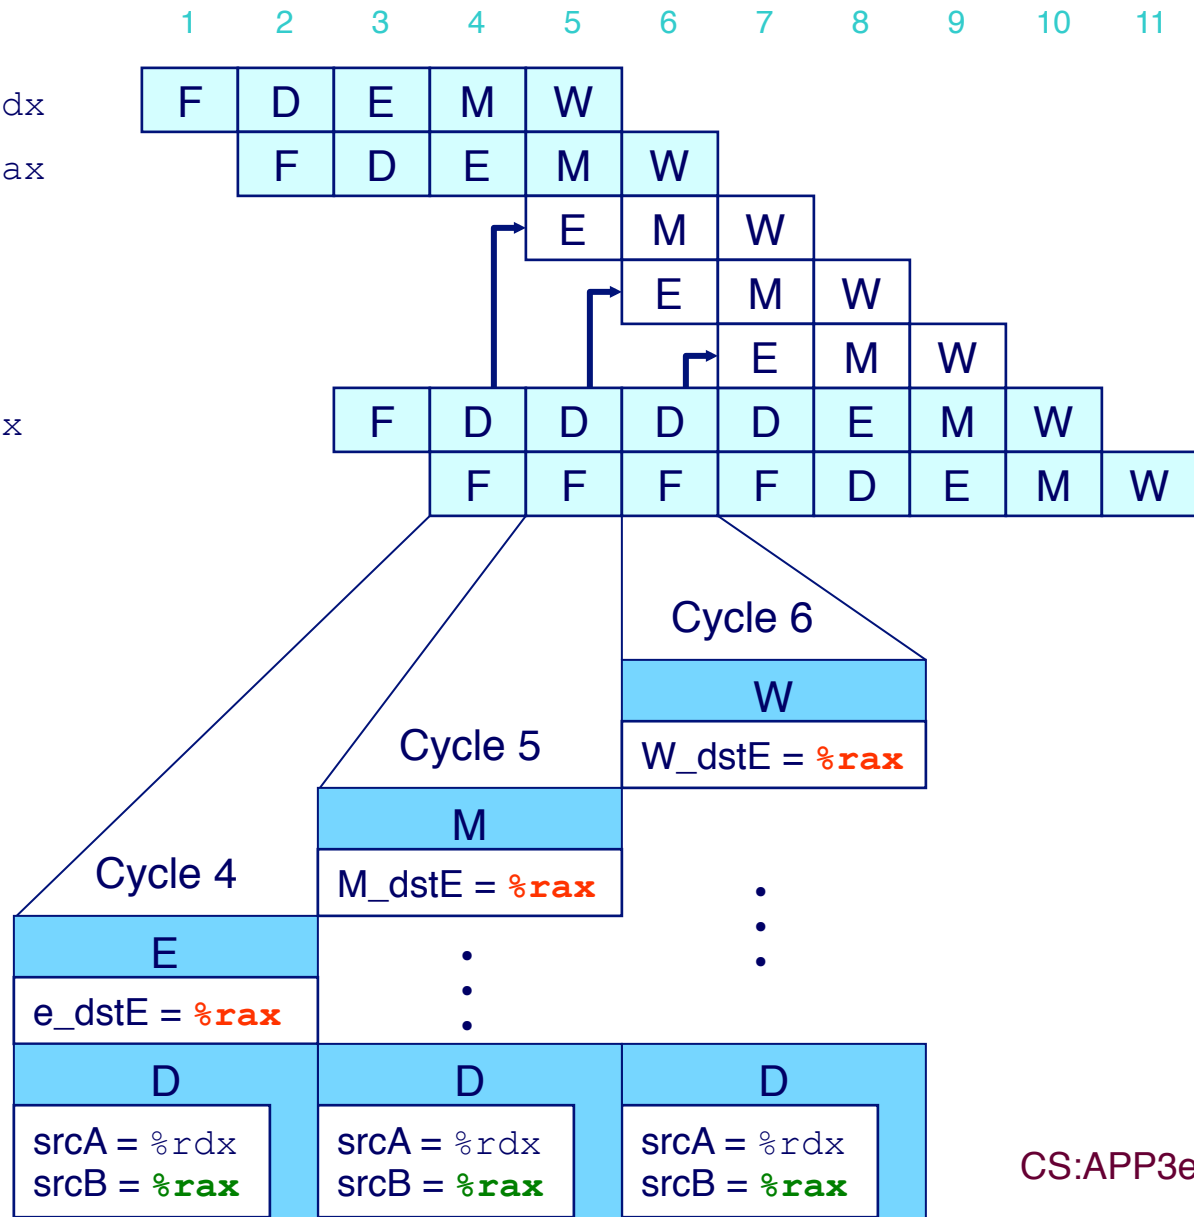 1 2 3 4 5 6 7 8 9 10 11
dx F D E M W
ax F D E M W
E M W
E M W
E M W
x F D D D D E M W
F F F F D E M W
Cycle 6
W
W_dstE = %rax
Cycle 5
M
M_dstE = %rax
Cycle 4
E
e_dstE = %rax
D D D
srcA = %rdx srcA = %rdx srcA = %rdx
srcB = %rax srcB = %rax srcB = %rax
CS:APP3e